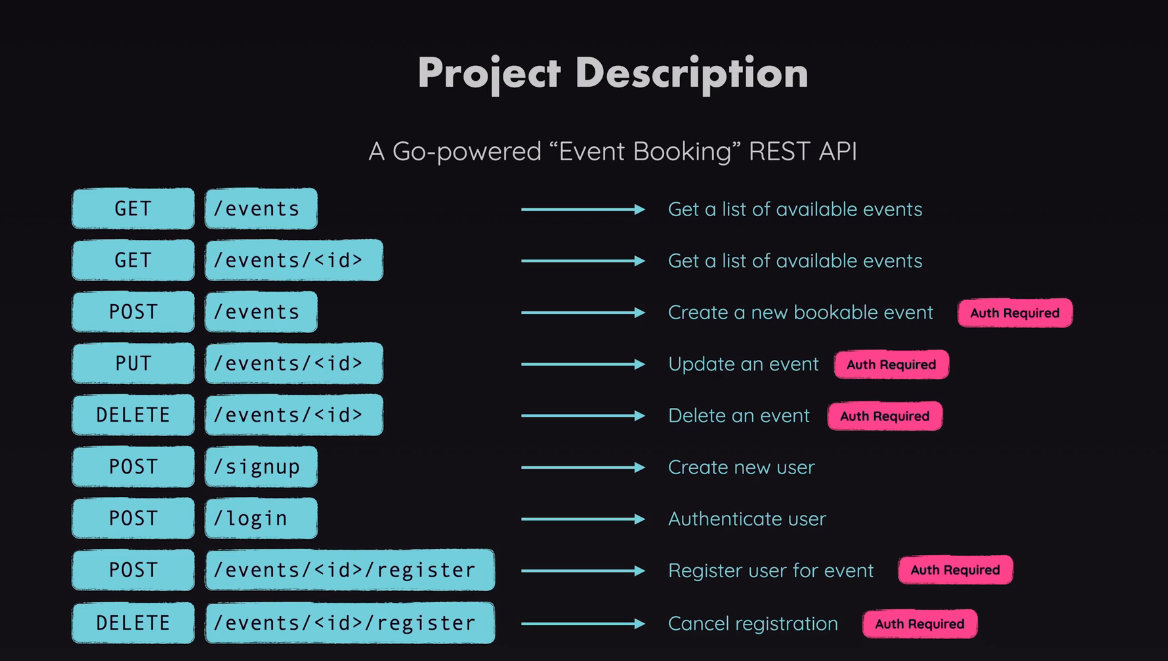 Project Description
A Go-powered “Event Booking” REST API
GET /events Get a list of available events
GET /events/<id> Get a list of available events
POST /events Create a new bookable event Auth Required
PUT /events/<id> Update an event Auth Required
DELETE /events/<id> Delete an event Auth Required
POST /signup Create new user
POST /login Authenticate user
POST /events/<id>/register Register user for event Auth Required
DELETE /events/<id>/register Cancel registration Auth Required